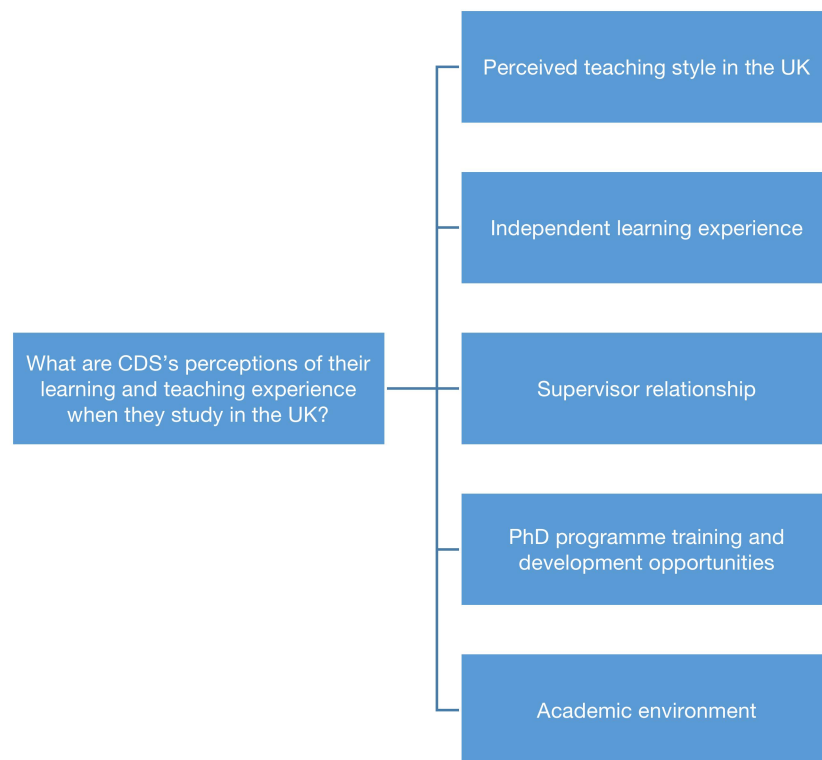 Perceived teaching style in the UK
Independent learning experience
What are CDS’s perceptions of their
learning and teaching experience
when they study in the UK?
Supervisor relationship
PhD programme training and
development opportunities
Academic environment